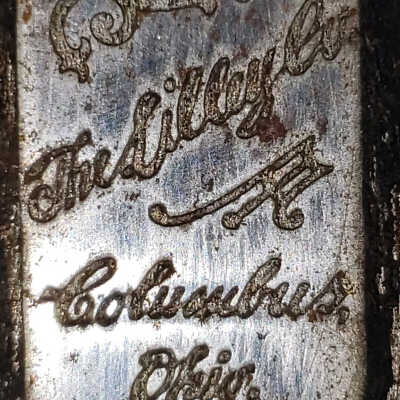 The Lilley Co.
Columbus,
Ohio.